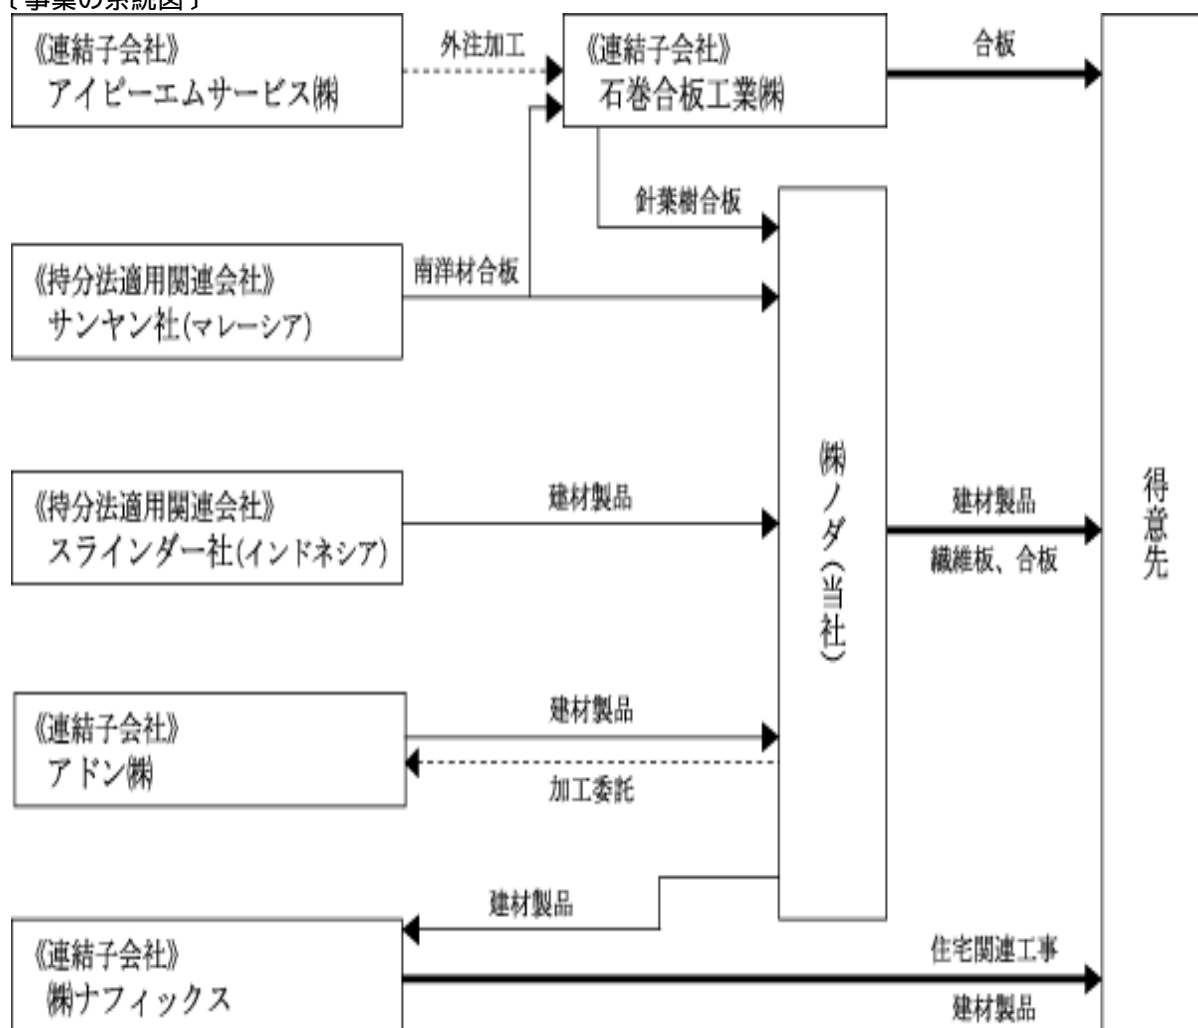 〔事業の系統図〕
《連結子会社》
アイピーエムサービス㈱
外注加工
《連結子会社》
石巻合板工業㈱
合板
針葉樹合板
《持分法適用関連会社》
サンヤン社(マレーシア)
南洋材合板
《持分法適用関連会社》
スラインダー社(インドネシア)
建材製品
㈱ノダ(当社)
建材製品
繊維板、合板
得意先
《連結子会社》
アドン㈱
建材製品
加工委託
建材製品
《連結子会社》
㈱ナフィックス
住宅関連工事
建材製品